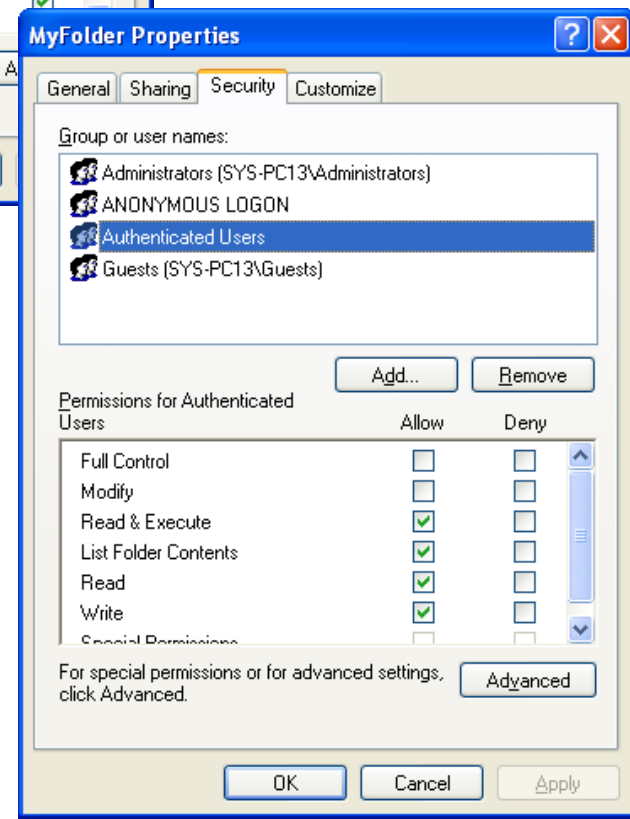 MyFolder Properties
A
General Sharing Security Customize
Group or user names:
Administrators (SYS-PC13\Administrators)
ANONYMOUS LOGON
Authenticated Users
Guests (SYS-PC13\Guests)
Add... Remove
Permissions for Authenticated
Users Allow Deny
Full Control
Modify
Read & Execute
List Folder Contents
Read
Write
Special Permissions
For special permissions or for advanced settings,
click Advanced. Advanced
OK Cancel Apply